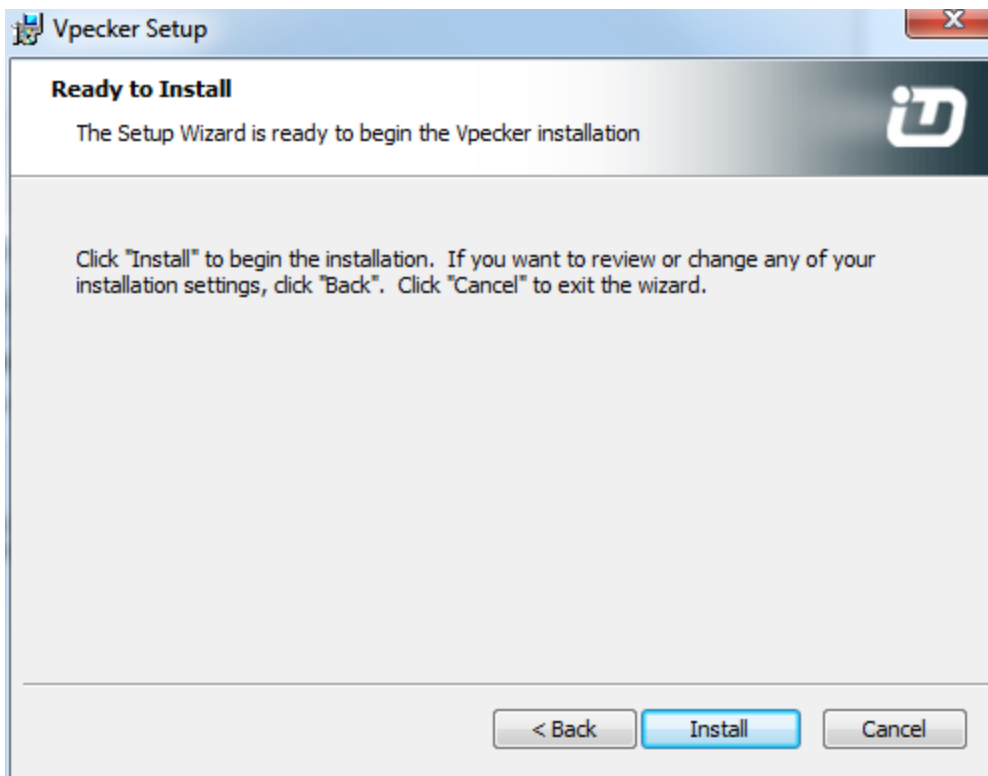 Vpecker Setup
x
Ready to Install
The Setup Wizard is ready to begin the Vpecker installation
iD
Click "Install" to begin the installation.  If you want to review or change any of your
installation settings, click "Back".  Click "Cancel" to exit the wizard.
< Back
Install
Cancel